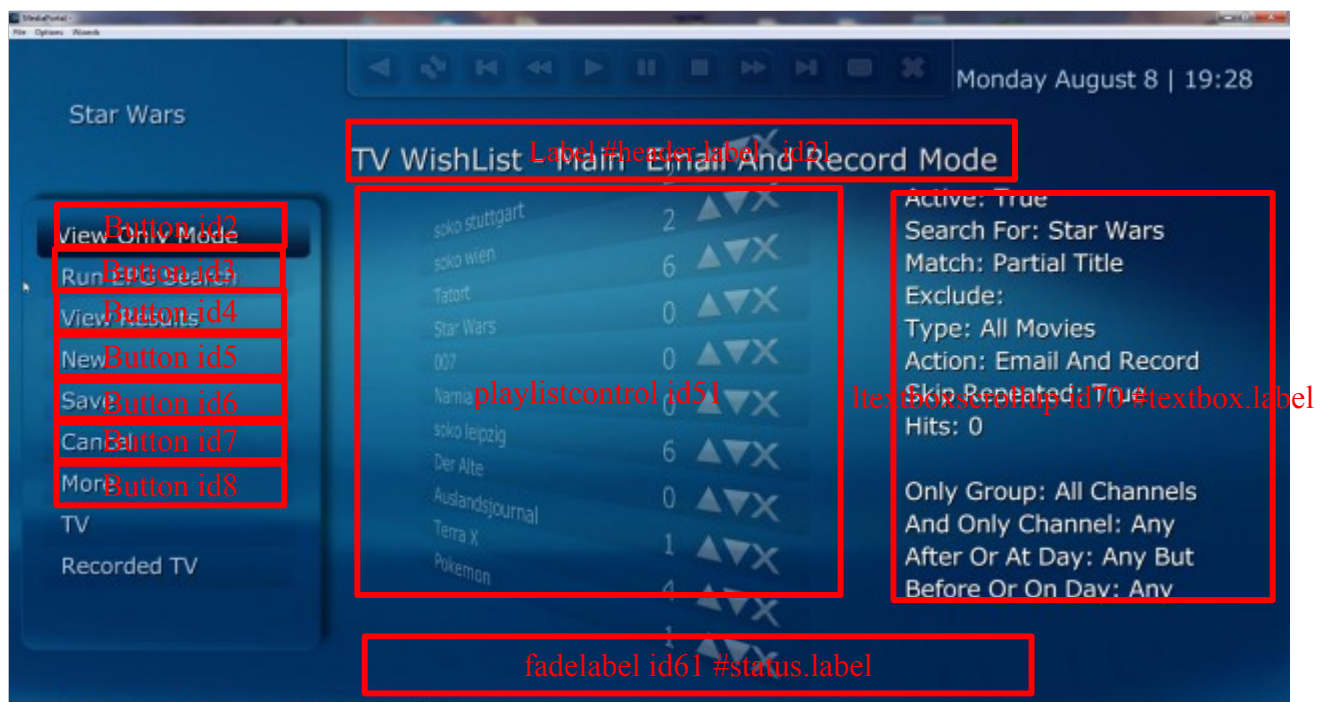 MediaPortal -
File Options Wizards
Monday August 8 | 19:28
Star Wars
Label #header.label id21
TV WishList - Main Email And Record Mode
View Only Mode
Button id2
Run EPG Search
Button id3
View Results
Button id4
New
Button id5
Save
Button id6
Cancel
Button id7
More
Button id8
TV
Recorded TV
soko stuttgart
soko wien
Tatort
Star Wars
007
Narnia
soko leipzig
Der Alte
Auslandsjournal
Terra X
Pokemon
2
6
0
0
0
6
0
1
4
1
playlistcontrol id51
Active: True
Search For: Star Wars
Match: Partial Title
Exclude:
Type: All Movies
Action: Email And Record
Skip Repeated: True
ltextboxscrollup id70 #textbox.label
Hits: 0
Only Group: All Channels
And Only Channel: Any
After Or At Day: Any But
Before Or On Day: Any
fadelabel id61 #status.label